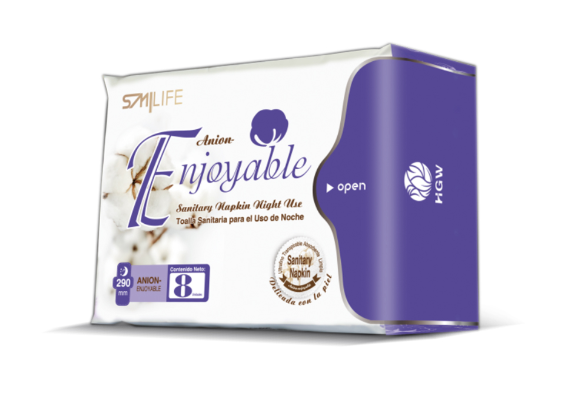 SMILIFE
Anion-
Enjoyable
Sanitary Napkin Night Use
Toalla Sanitaria para el Uso de Noche
open
HGW
290
mm
ANION-
ENJOYABLE
Contenido Neto:
8
Sanitary
Napkin
Delicada con la piel